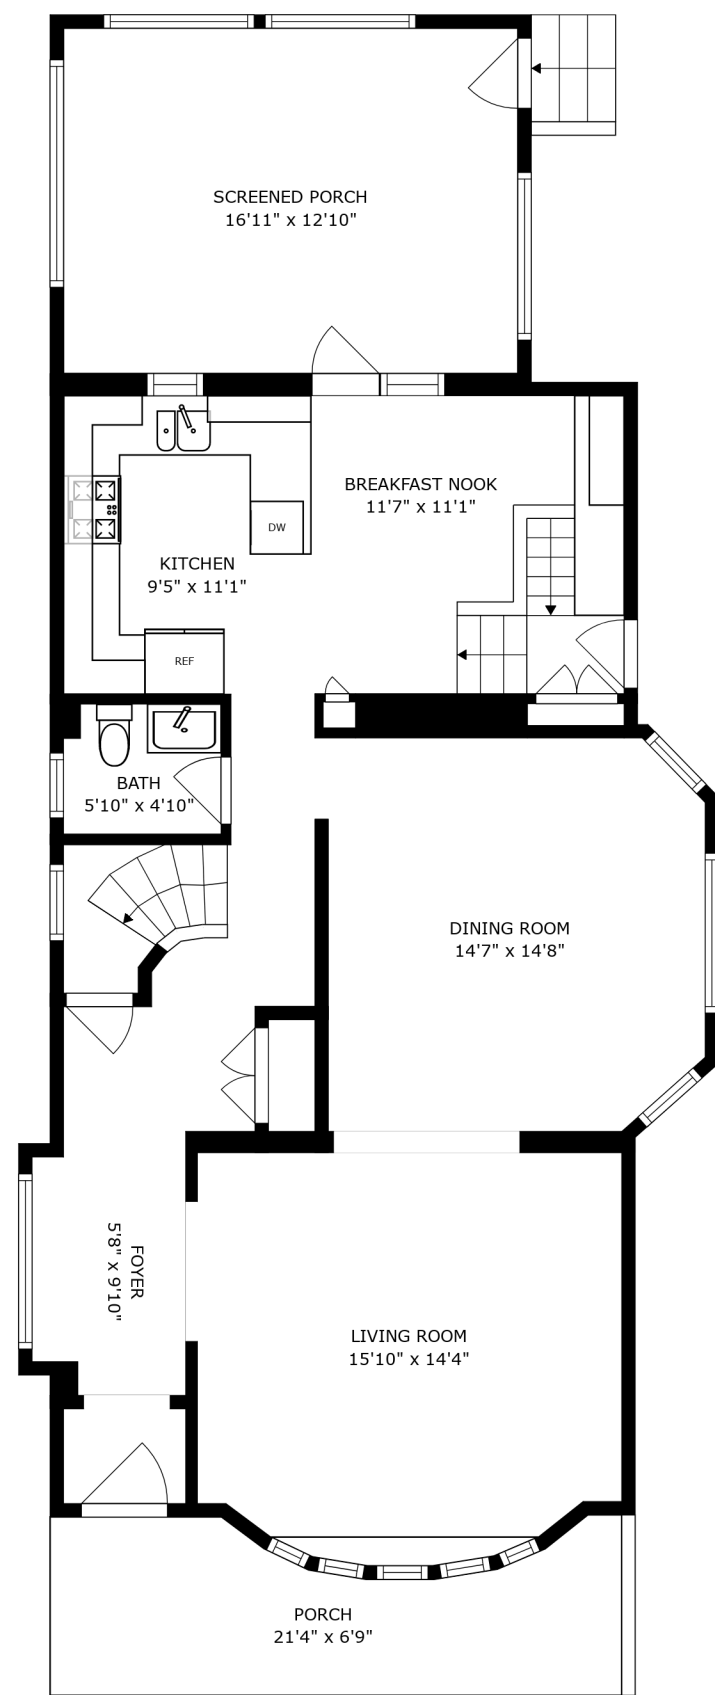 SCREENED PORCH
16'11" x 12'10"
BREAKFAST NOOK
11'7" x 11'1"
DW
KITCHEN
9'5" x 11'1"
REF
BATH
5'10" x 4'10"
DINING ROOM
14'7" x 14'8"
FOYER
5'8" x 9'10"
LIVING ROOM
15'10" x 14'4"
PORCH
21'4" x 6'9"